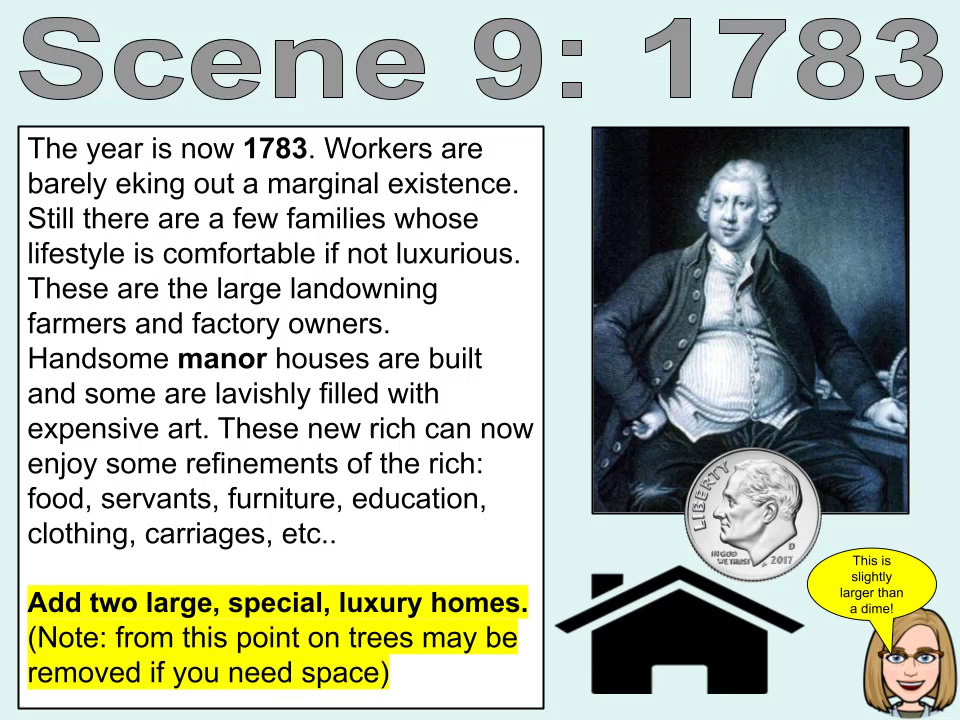 Scene 9: 1783
The year is now 1783. Workers are
barely eking out a marginal existence.
Still there are a few families whose
lifestyle is comfortable if not luxurious.
These are the large landowning
farmers and factory owners.
Handsome manor houses are built
and some are lavishly filled with
expensive art. These new rich can now
enjoy some refinements of the rich:
food, servants, furniture, education,
clothing, carriages, etc..
Add two large, special, luxury homes.
(Note: from this point on trees may be
removed if you need space)
LIBERTY
IN GOD
WE TRUST
D
2017
This is
slightly
larger than
a dime!